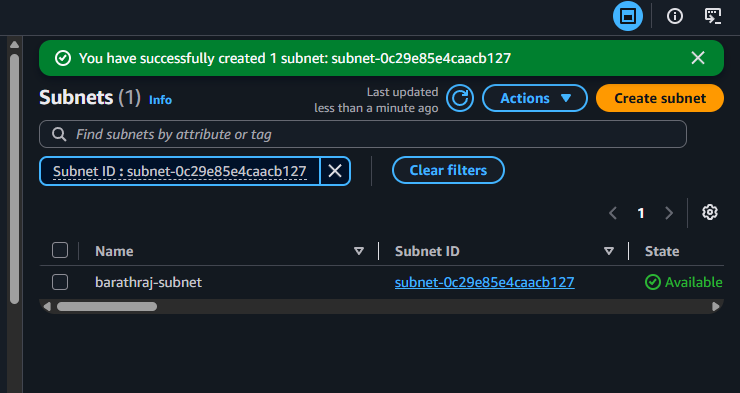 You have successfully created 1 subnet: subnet-0c29e85e4caacb127
Subnets (1) Info
Last updated
less than a minute ago
Actions
Create subnet
Find subnets by attribute or tag
Subnet ID : subnet-0c29e85e4caacb127
Clear filters
1
Name Subnet ID State
barathraj-subnet subnet-0c29e85e4caacb127 Available